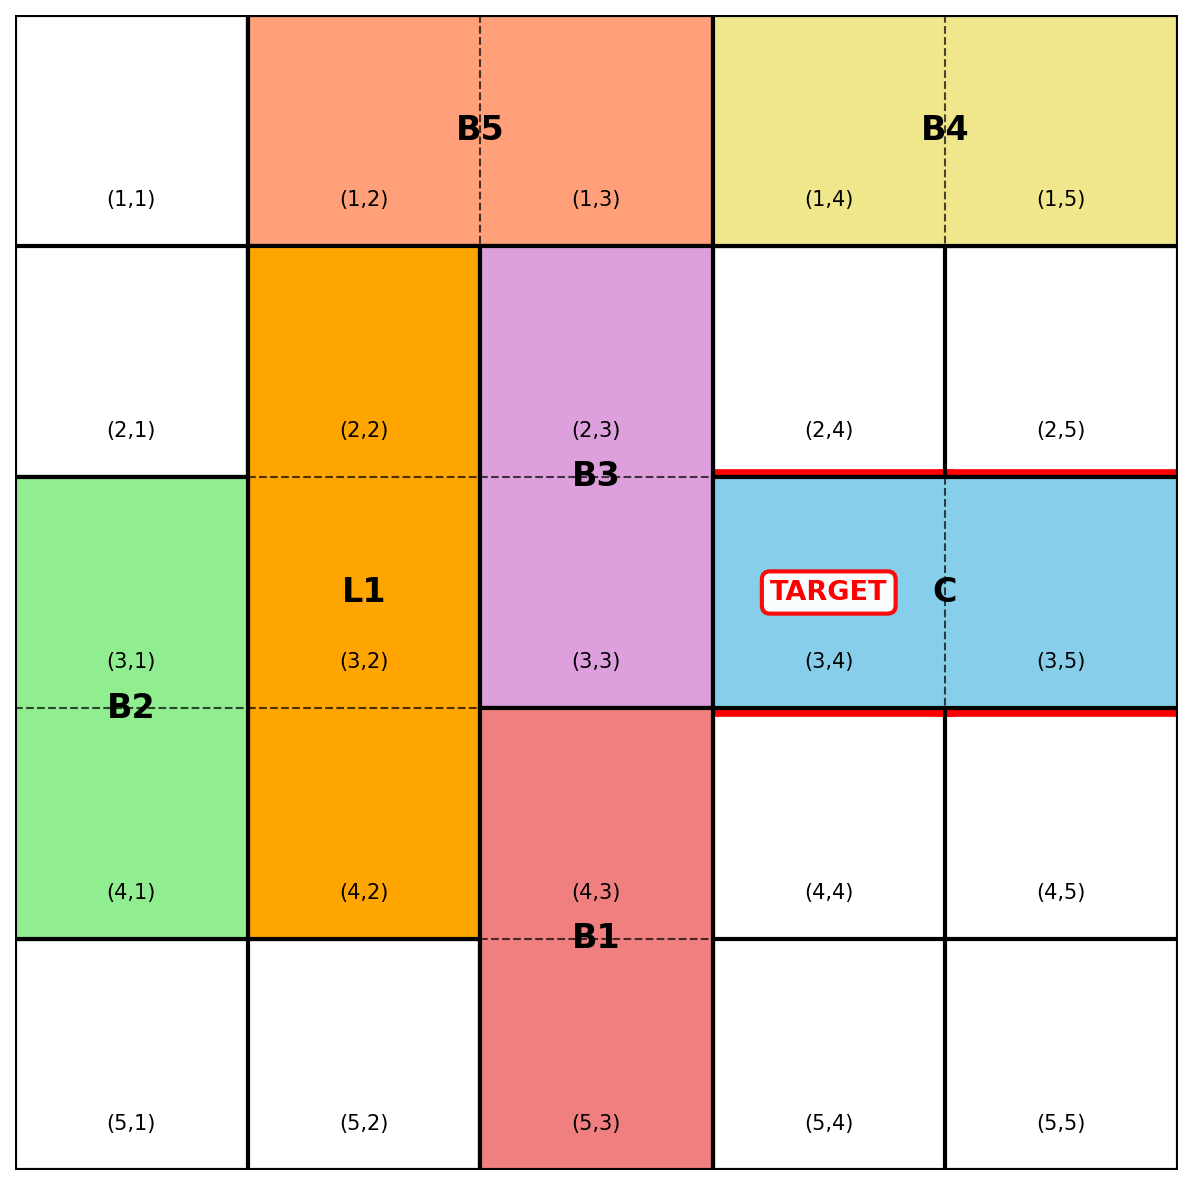 B5 B4
(1,1) (1,2) (1,3) (1,4) (1,5)
(2,1) (2,2) (2,3) (2,4) (2,5)
B3
L1 TARGET C
(3,1) (3,2) (3,3) (3,4) (3,5)
B2
(4,1) (4,2) (4,3) (4,4) (4,5)
B1
(5,1) (5,2) (5,3) (5,4) (5,5)